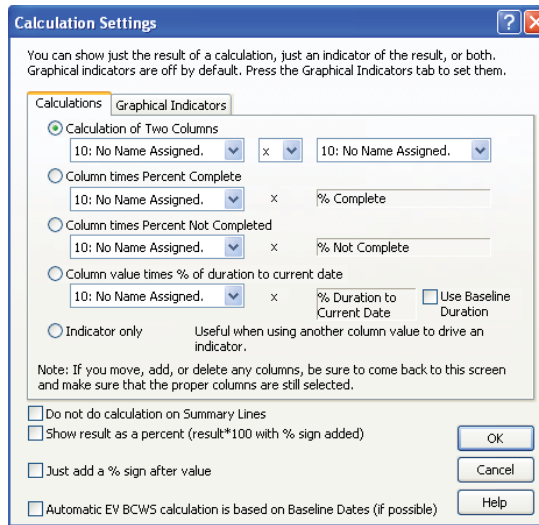 Calculation Settings
You can show just the result of a calculation, just an indicator of the result, or both.
Graphical indicators are off by default. Press the Graphical Indicators tab to set them.
Calculations Graphical Indicators
Calculation of Two Columns
10: No Name Assigned. x 10: No Name Assigned.
Column times Percent Complete
10: No Name Assigned. x % Complete
Column times Percent Not Completed
10: No Name Assigned. x % Not Complete
Column value times % of duration to current date
10: No Name Assigned. x % Duration to Use Baseline
Current Date Duration
Indicator only Useful when using another column value to drive an
indicator.
Note: If you move, add, or delete any columns, be sure to come back to this screen
and make sure that the proper columns are still selected.
Do not do calculation on Summary Lines
Show result as a percent (result*100 with % sign added)
OK
Just add a % sign after value
Cancel
Help
Automatic EV BCWS calculation is based on Baseline Dates (if possible)